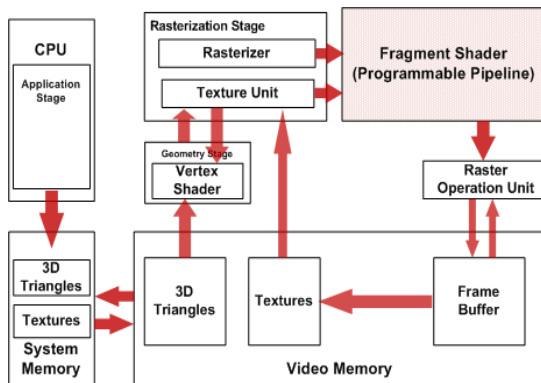 CPU
Application
Stage
Rasterization Stage
Rasterizer
Texture Unit
Fragment Shader
(Programmable Pipeline)
Geometry Stage
Vertex
Shader
Raster
Operation Unit
3D
Triangles
Textures
System
Memory
3D
Triangles
Textures
Frame
Buffer
Video Memory